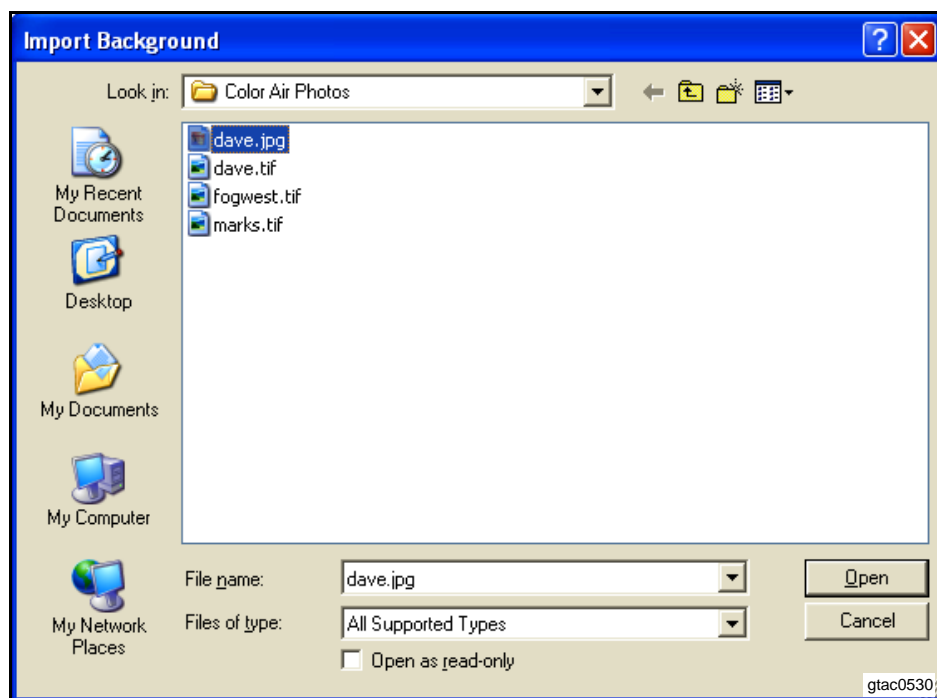 Import Background
Look in: Color Air Photos
dave.jpg
dave.tif
fogwest.tif
marks.tif
My Recent
Documents
Desktop
My Documents
My Computer
My Network
Places
File name: dave.jpg Open
Files of type: All Supported Types Cancel
Open as read-only
gtac0530